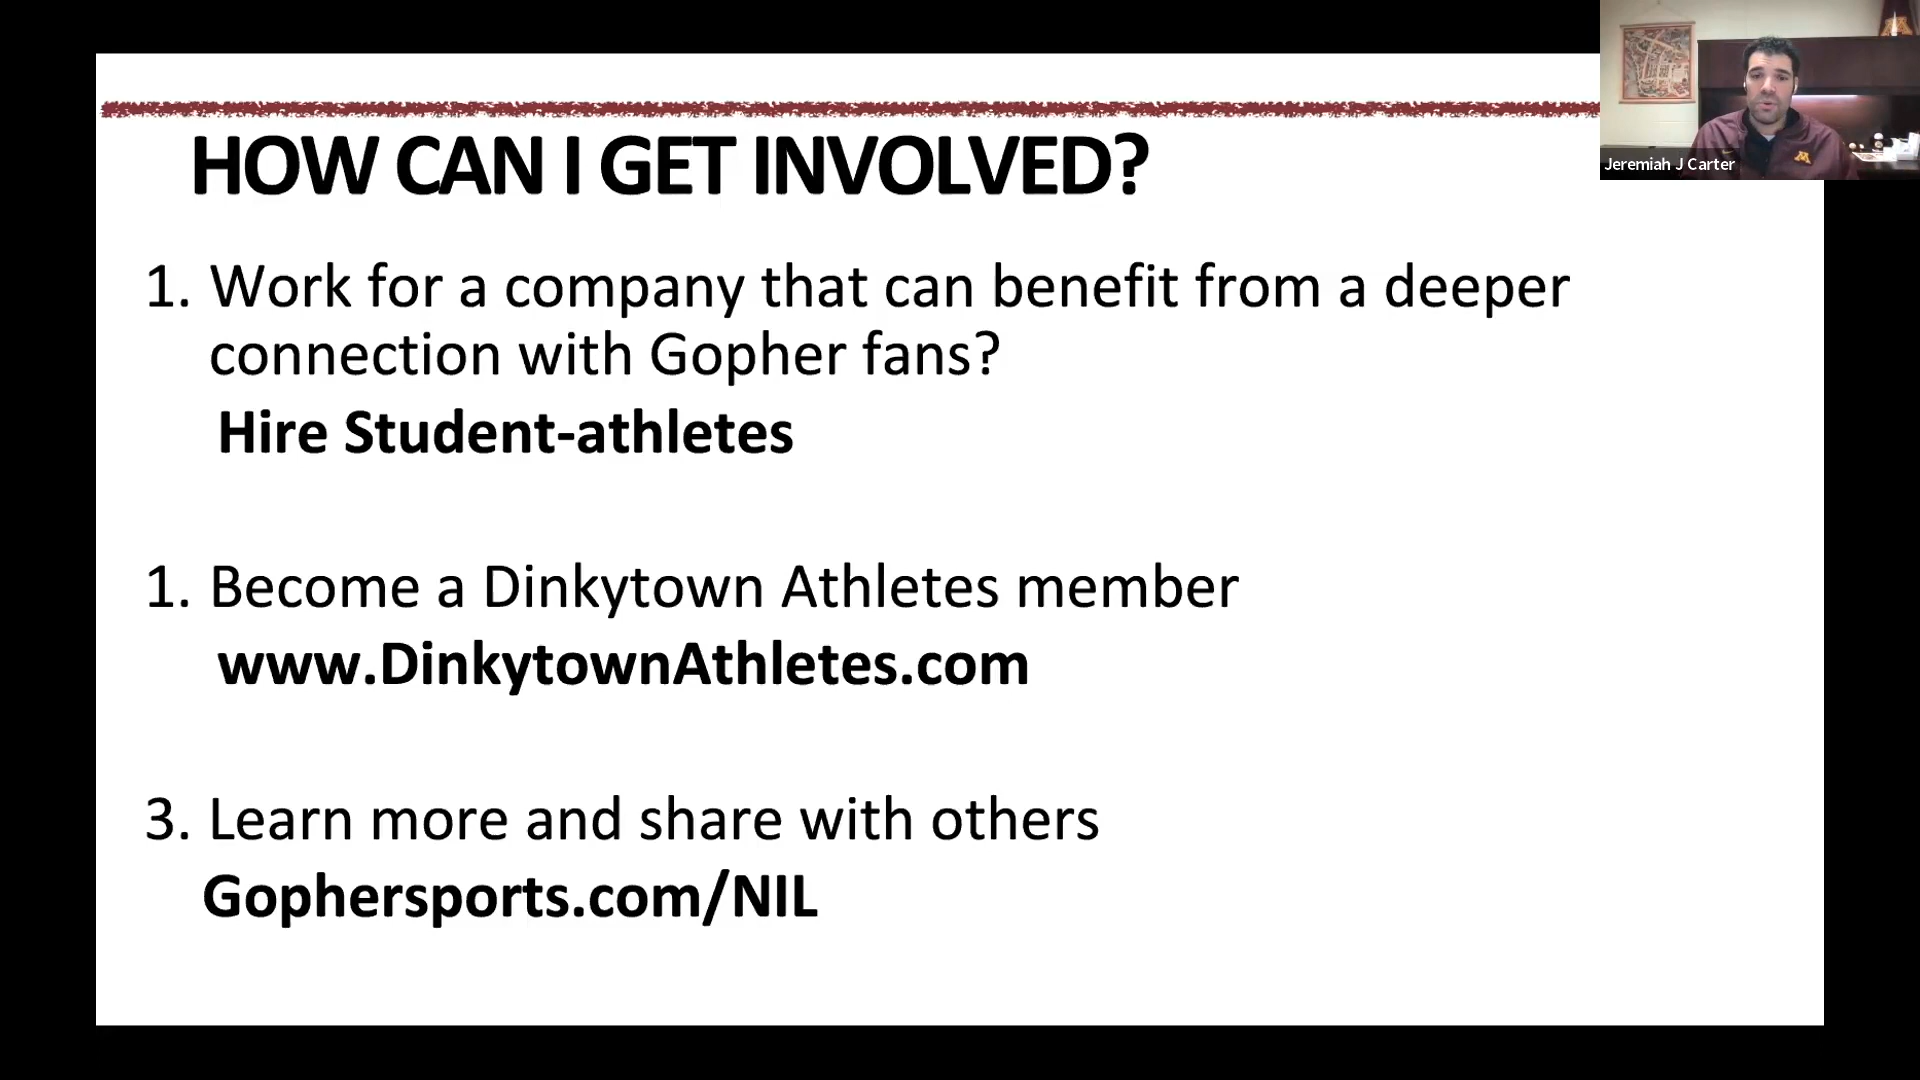 HOW CAN I GET INVOLVED?
1. Work for a company that can benefit from a deeper
connection with Gopher fans?
Hire Student-athletes
1. Become a Dinkytown Athletes member
www.DinkytownAthletes.com
3. Learn more and share with others
Gophersports.com/NIL
Jeremiah J Carter
M